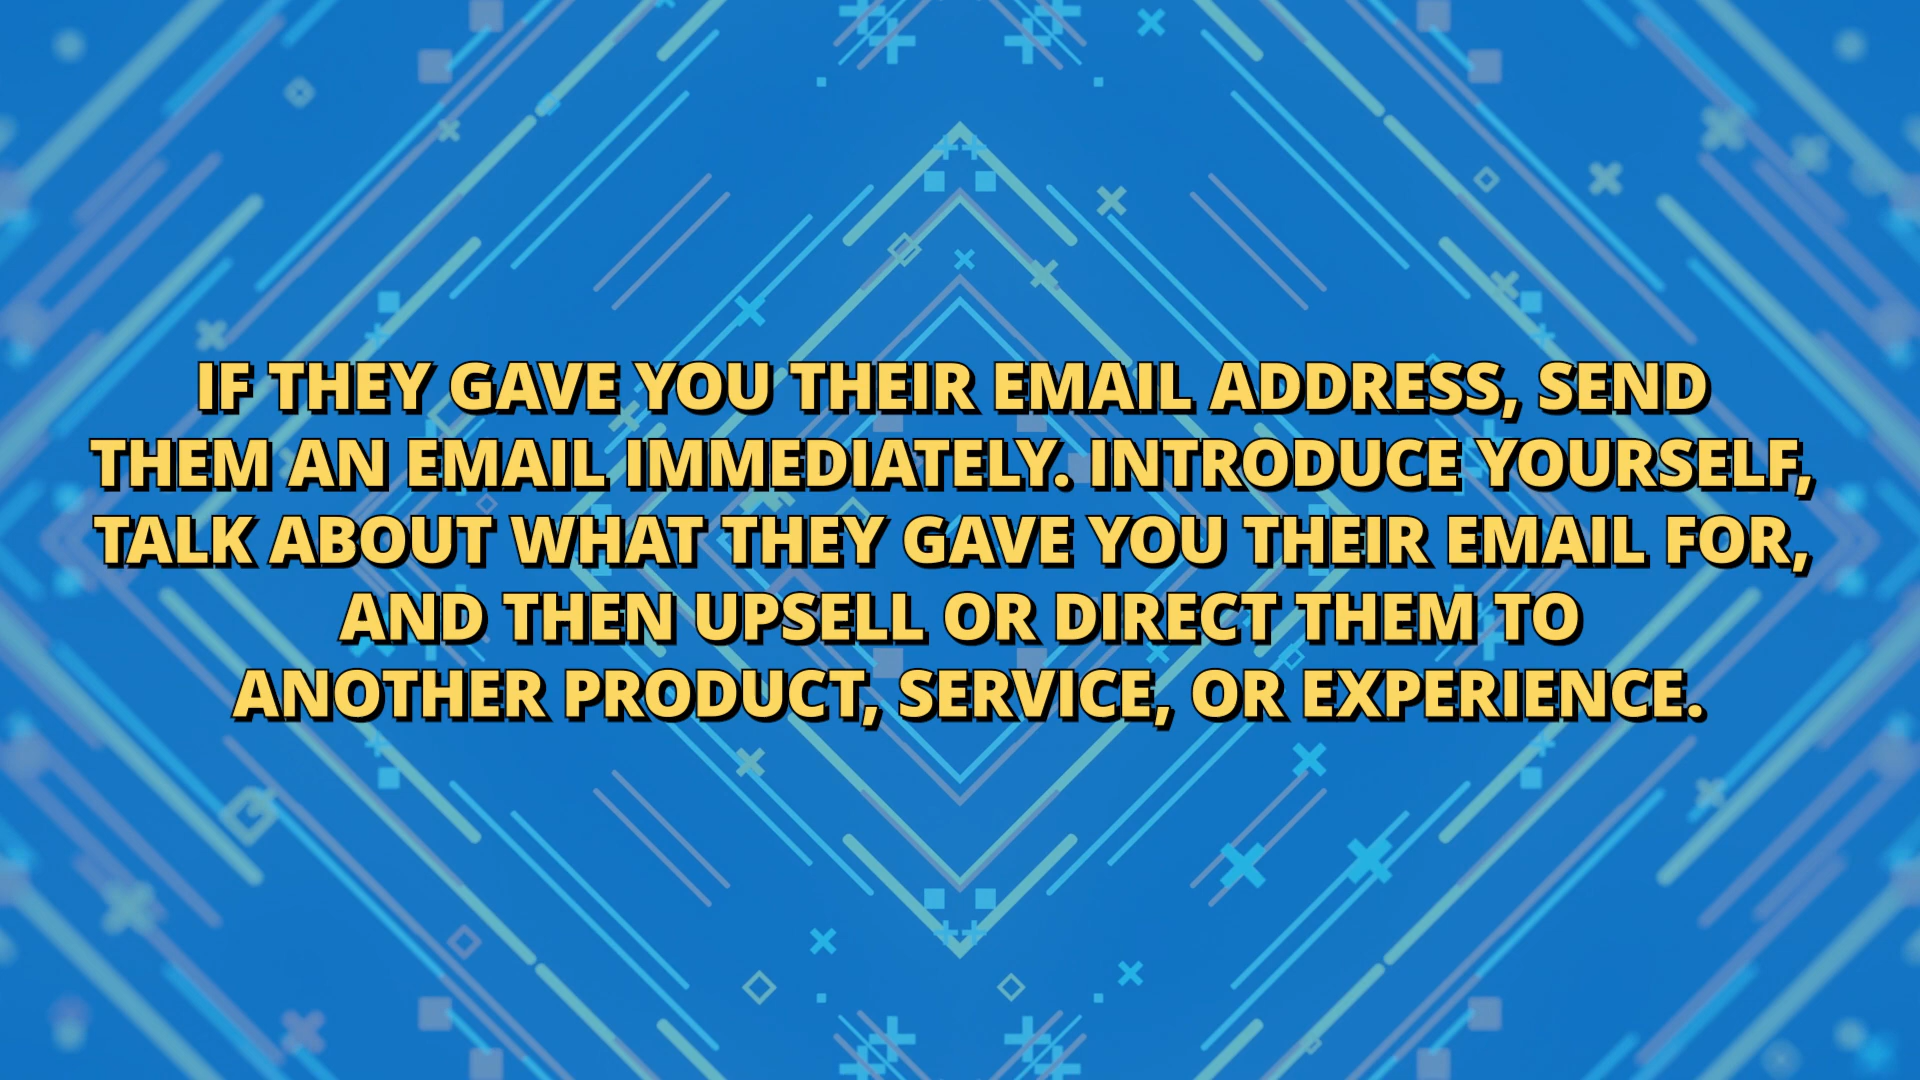 IF THEY GAVE YOU THEIR EMAIL ADDRESS, SEND
THEM AN EMAIL IMMEDIATELY. INTRODUCE YOURSELF,
TALK ABOUT WHAT THEY GAVE YOU THEIR EMAIL FOR,
AND THEN UPSELL OR DIRECT THEM TO
ANOTHER PRODUCT, SERVICE, OR EXPERIENCE.